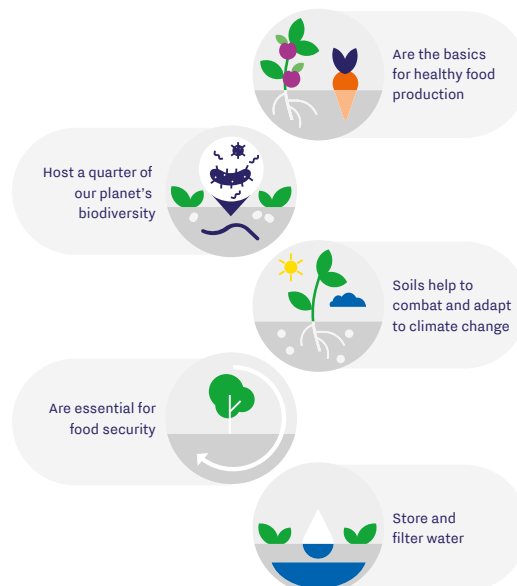 Are the basics
for healthy food
production
Host a quarter of
our planet's
biodiversity
Soils help to
combat and adapt
to climate change
Are essential for
food security
Store and
filter water